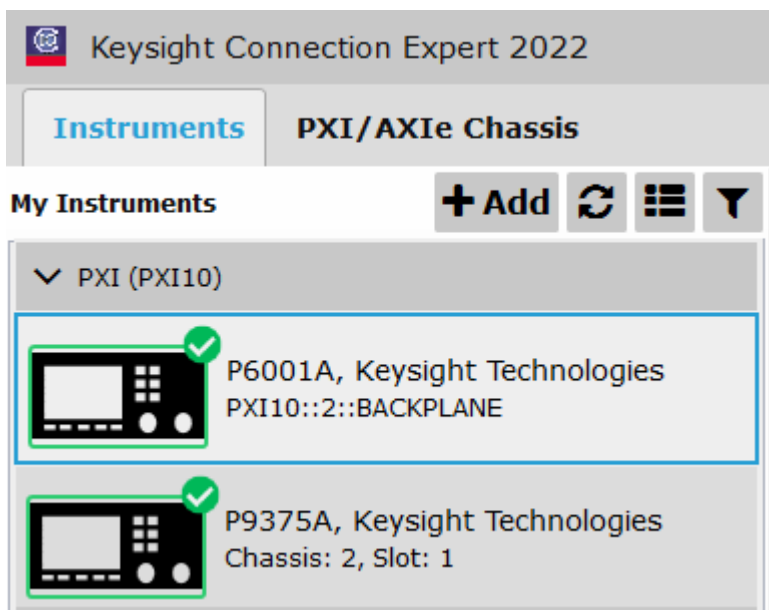 Keysight Connection Expert 2022
Instruments PXI/AXIe Chassis
My Instruments + Add
PXI (PXI10)
P6001A, Keysight Technologies
PXI10::2::BACKPLANE
P9375A, Keysight Technologies
Chassis: 2, Slot: 1